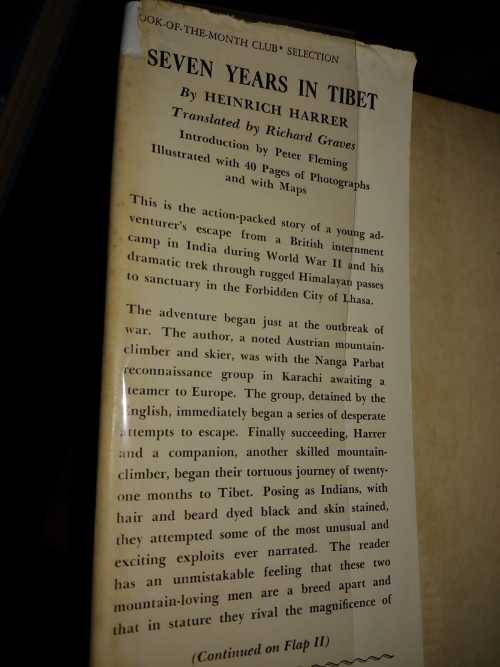 OOK-OF-THE-MONTH CLUB* SELECTION
SEVEN YEARS IN TIBET
By HEINRICH HARRER
Translated by Richard Graves
Introduction by Peter Fleming
Illustrated with 40 Pages of Photographs
and with Maps
This is the action-packed story of a young ad-
venturer's escape from a British internment
camp in India during World War II and his
dramatic trek through rugged Himalayan passes
to sanctuary in the Forbidden City of Lhasa.
The adventure began just at the outbreak of
war. The author, a noted Austrian mountain-
climber and skier, was with the Nanga Parbat
reconnaissance group in Karachi awaiting a
steamer to Europe. The group, detained by the
English, immediately began a series of desperate
attempts to escape. Finally succeeding, Harrer
and a companion, another skilled mountain-
climber, began their tortuous journey of twenty-
one months to Tibet. Posing as Indians, with
hair and beard dyed black and skin stained,
they attempted some of the most unusual and
exciting exploits ever narrated. The reader
has an unmistakable feeling that these two
mountain-loving men are a breed apart and
that in stature they rival the magnificence of
(Continued on Flap II)